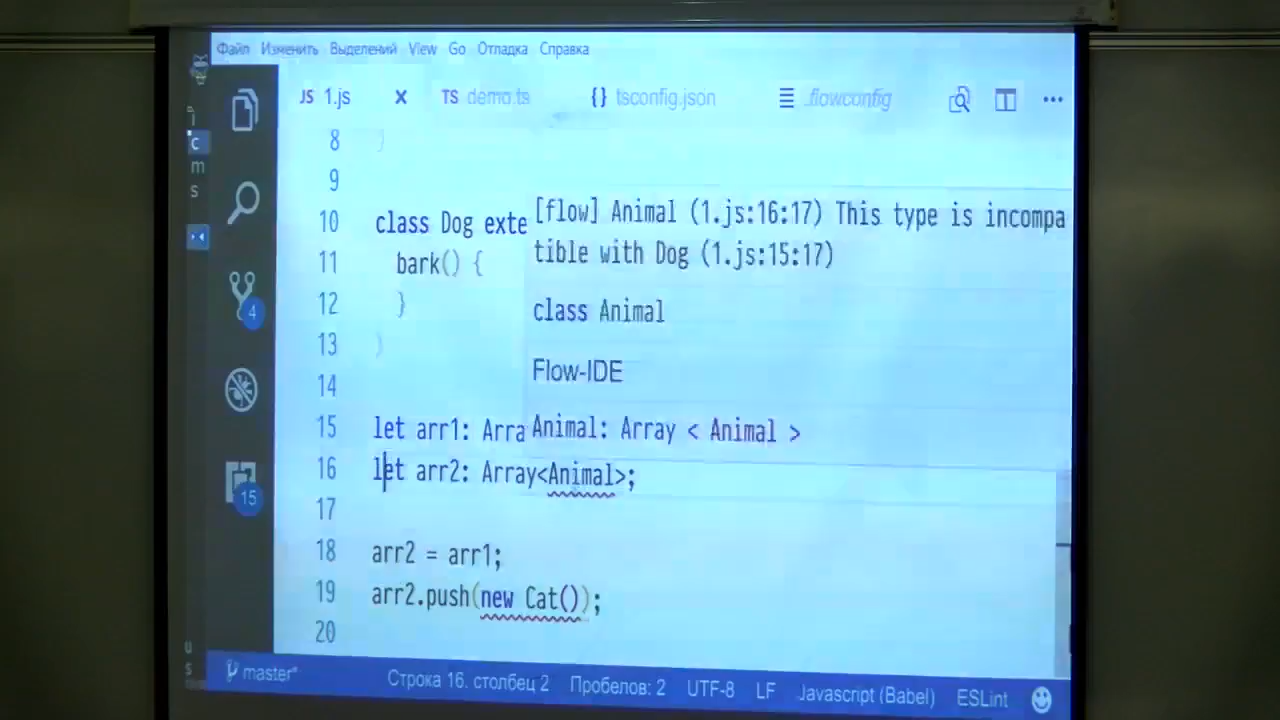 Файл Изменить Выделений View Go Отладка Справка
JS 1.js x TS demo.ts {} tsconfig.json .flowconfig ...
8 }
9
10 class Dog exte
11 bark() {
12 }
13 }
14
15 let arr1: Arra
16 let arr2: Array<Animal>;
17
18 arr2 = arr1;
19 arr2.push(new Cat());
20
[flow] Animal (1.js:16:17) This type is incompa
tible with Dog (1.js:15:17)
class Animal
Flow-IDE
Animal: Array < Animal >
4
15
c
m
s
u
s
master* Строка 16. столбец 2 Пробелов: 2 UTF-8 LF Javascript (Babel) ESLint